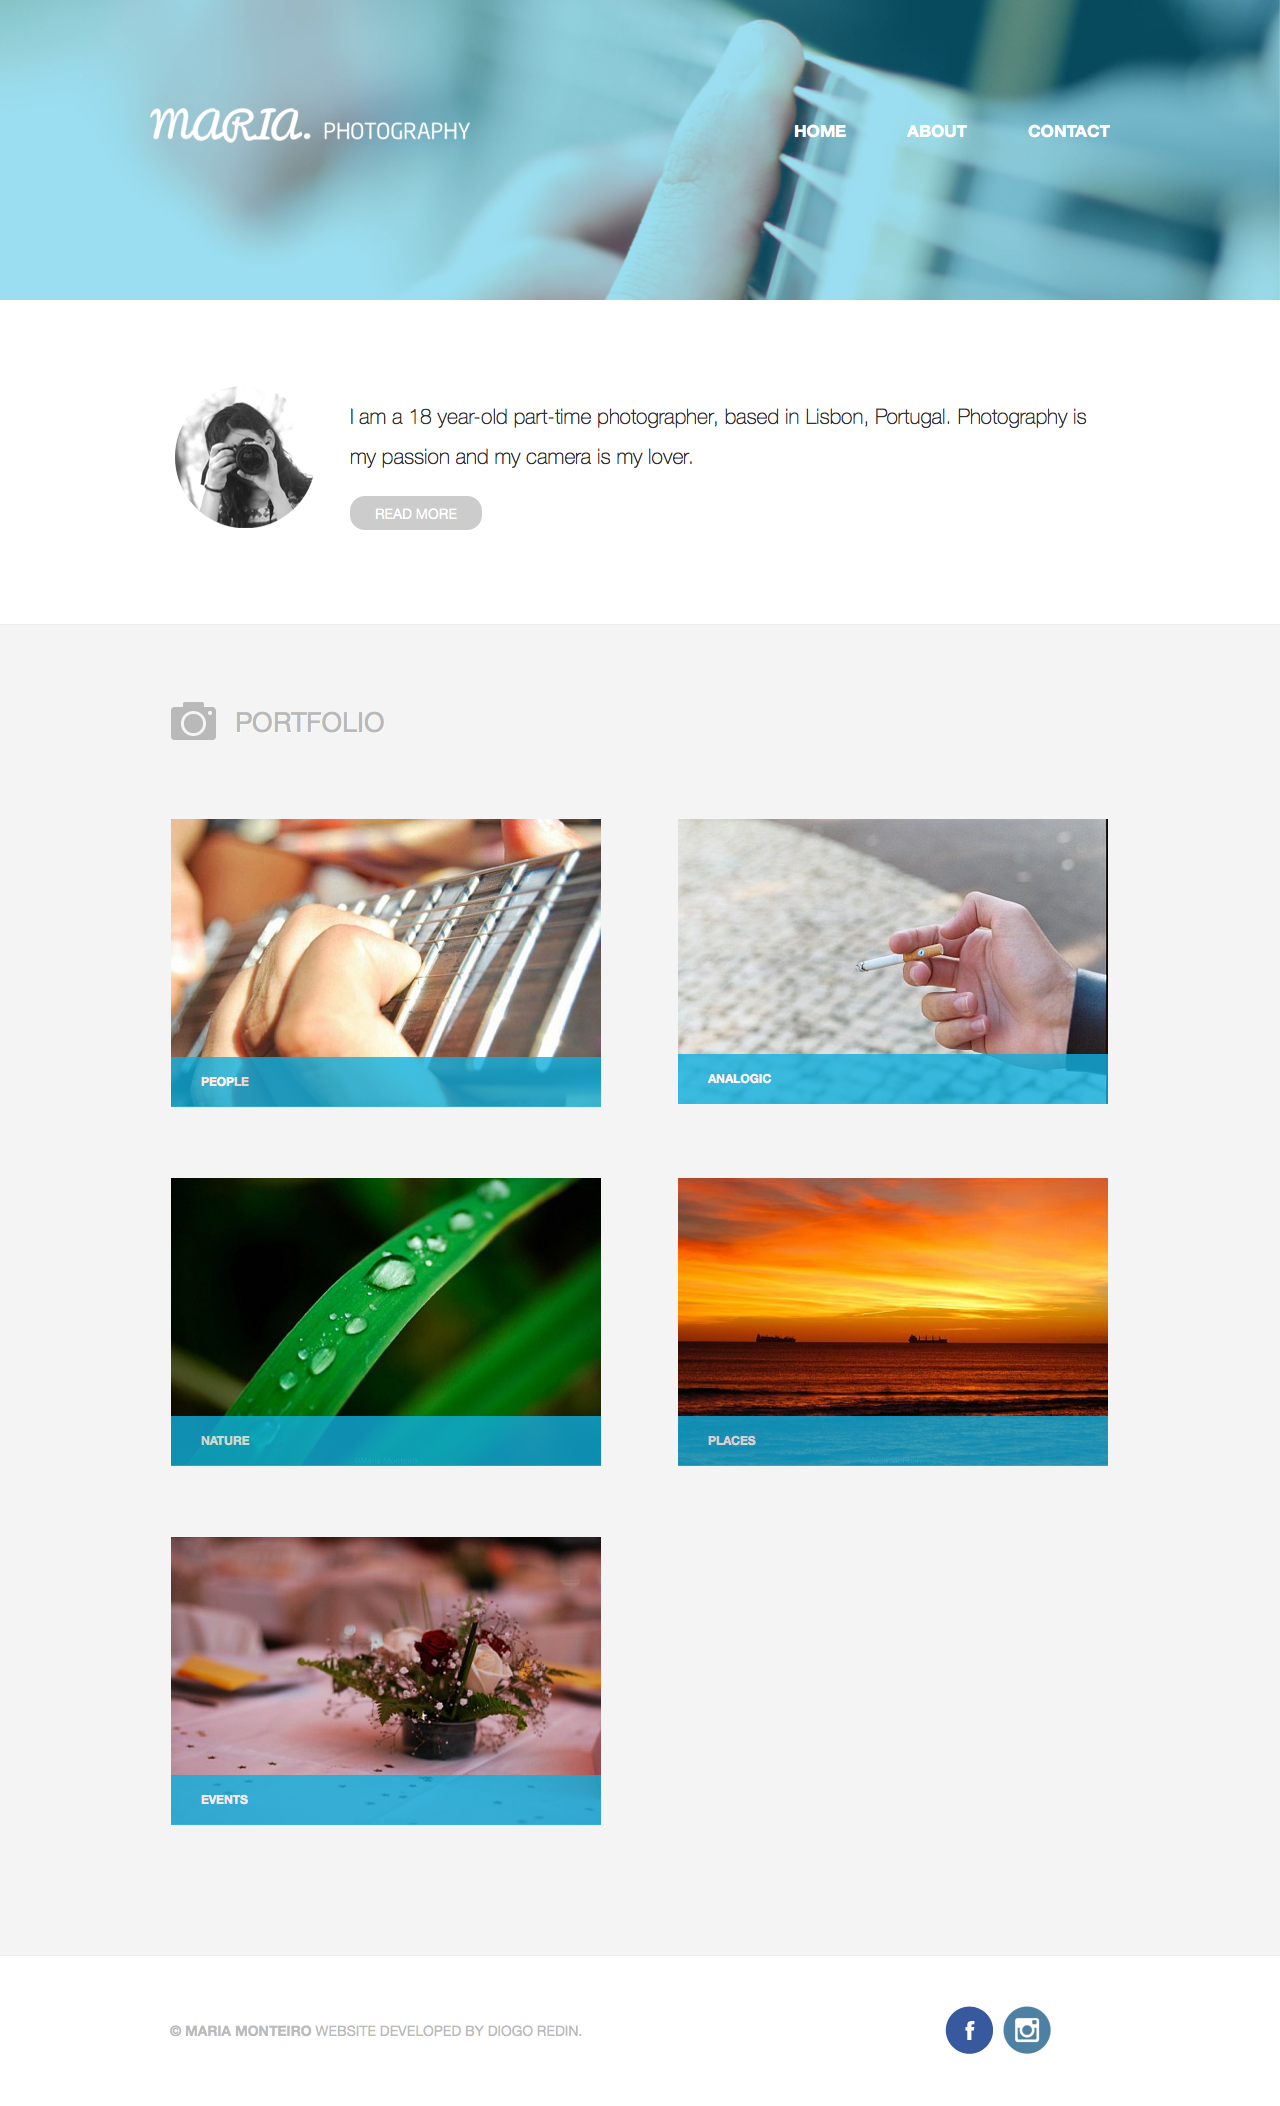 MARIA. PHOTOGRAPHY
HOME ABOUT CONTACT
I am a 18 year-old part-time photographer, based in Lisbon, Portugal. Photography is
my passion and my camera is my lover.
READ MORE
PORTFOLIO
PEOPLE
ANALOGIC
NATURE
PLACES
EVENTS
© MARIA MONTEIRO WEBSITE DEVELOPED BY DIOGO REDIN.
f